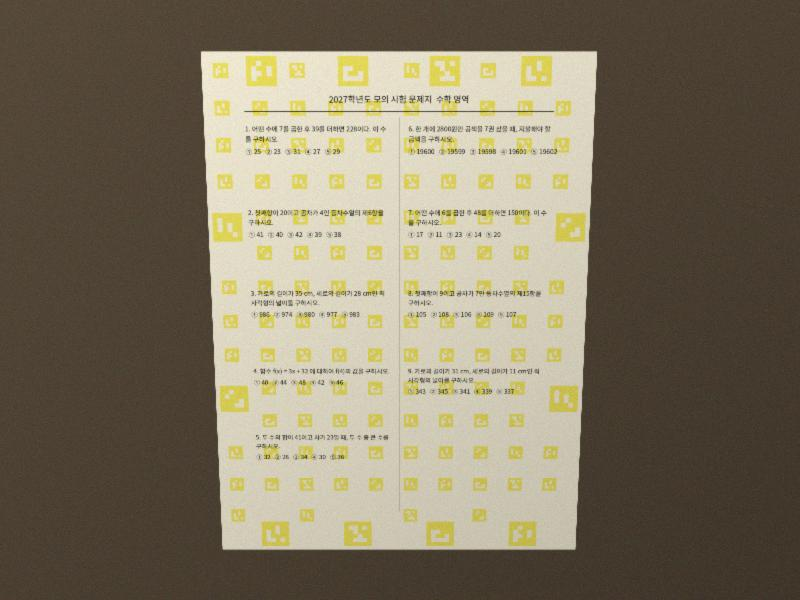 2027학년도 모의 시험 문제지 수학 영역
1. 어떤 수에 7를 곱한 후 39를 더하면 228이다. 이 수
를 구하시오.
① 25 ② 23 ③ 31 ④ 27 ⑤ 29
2. 첫째항이 20이고 공차가 4인 등차수열의 제6항을
구하시오.
① 41 ② 40 ③ 42 ④ 39 ⑤ 38
3. 가로의 길이가 35 cm, 세로의 길이가 28 cm인 직
사각형의 넓이를 구하시오.
① 986 ② 974 ③ 980 ④ 977 ⑤ 983
4. 함수 f(x) = 3x + 32 에 대하여 f(4)의 값을 구하시오.
① 40 ② 44 ③ 48 ④ 42 ⑤ 46
5. 두 수의 합이 41이고 차가 23일 때, 두 수 중 큰 수를
구하시오.
① 32 ② 26 ③ 34 ④ 30 ⑤ 36
6. 한 개에 2800원인 공책을 7권 샀을 때, 지불해야 할
금액을 구하시오.
① 19600 ② 19599 ③ 19598 ④ 19601 ⑤ 19602
7. 어떤 수에 6를 곱한 후 48를 더하면 150이다. 이 수
를 구하시오.
① 17 ② 11 ③ 23 ④ 14 ⑤ 20
8. 첫째항이 9이고 공차가 7인 등차수열의 제15항을
구하시오.
① 105 ② 108 ③ 106 ④ 109 ⑤ 107
9. 가로의 길이가 31 cm, 세로의 길이가 11 cm인 직
사각형의 넓이를 구하시오.
① 343 ② 345 ③ 341 ④ 339 ⑤ 337